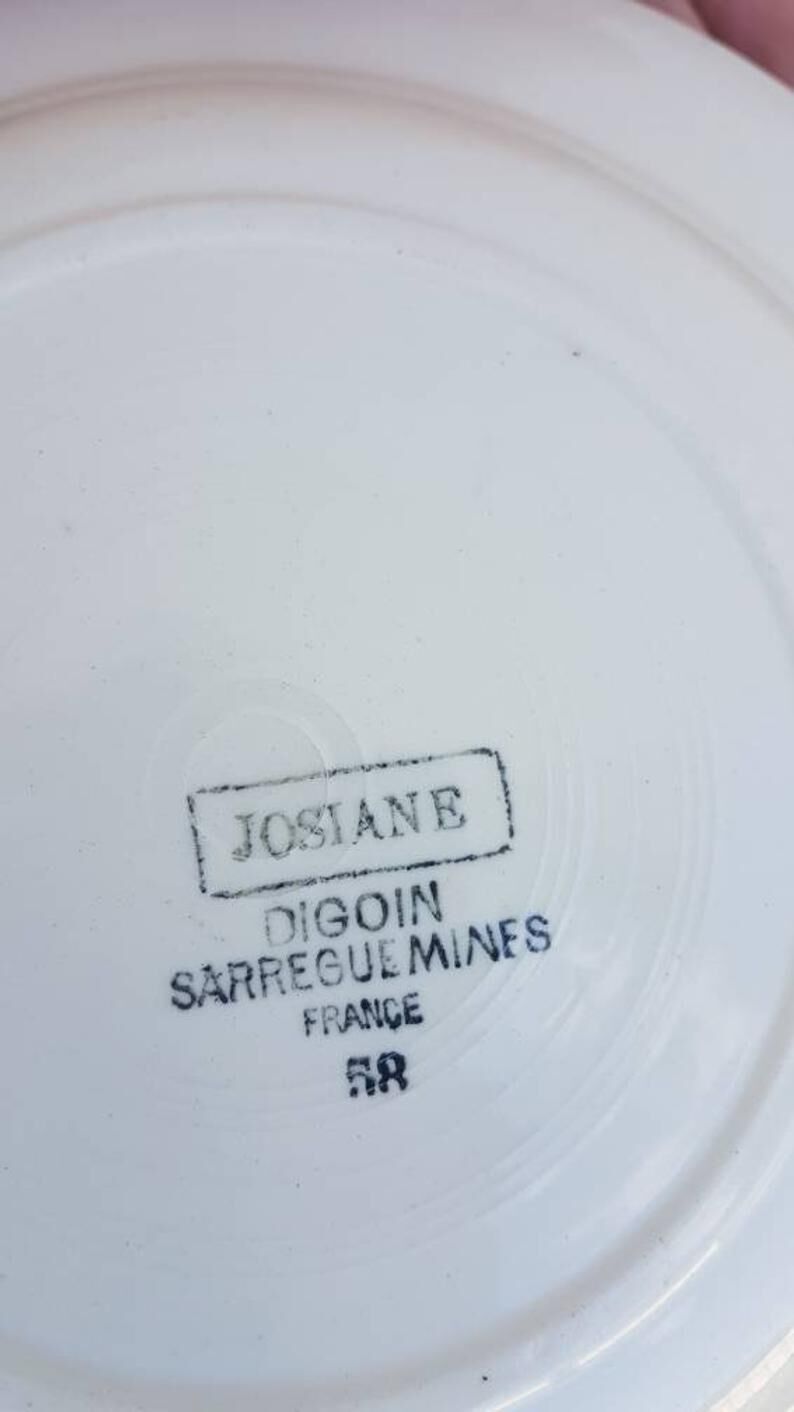 JOSIANE
DIGOIN
SARREGUEMINES
FRANCE
58